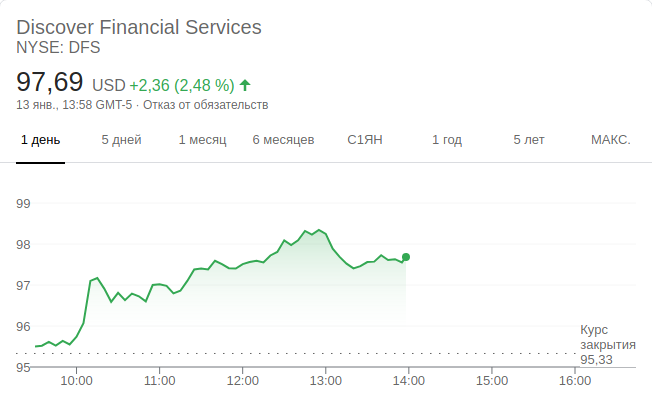 Discover Financial Services
NYSE: DFS
97,69 USD +2,36 (2,48 %)
13 янв., 13:58 GMT-5 · Отказ от обязательств
1 день 5 дней 1 месяц 6 месяцев С1ЯН 1 год 5 лет МАКС.
99
98
97
96
95
Курс
закрытия
95,33
10:00 11:00 12:00 13:00 14:00 15:00 16:00